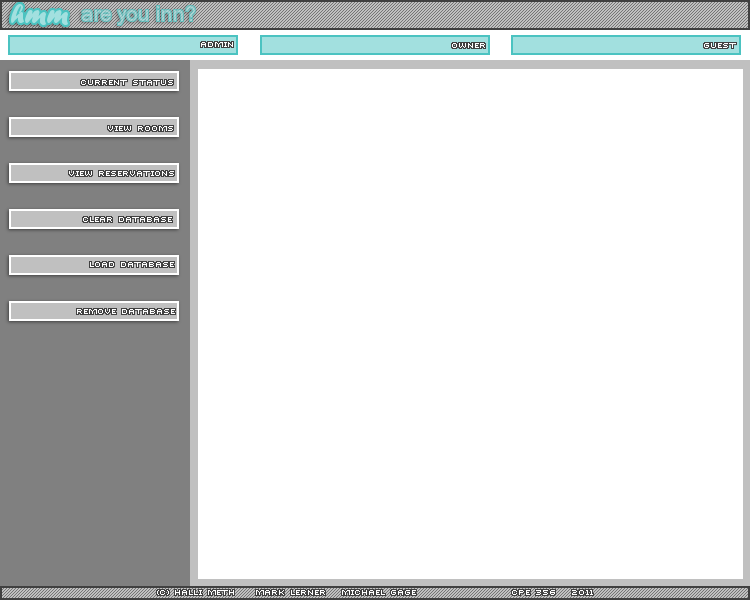 hmm are you inn?
ADMIN OWNER GUEST
CURRENT STATUS
VIEW ROOMS
VIEW RESERVATIONS
CLEAR DATABASE
LOAD DATABASE
REMOVE DATABASE
(C) HALLI METH MARK LERNER MICHAEL GAGE CPE 356 2011